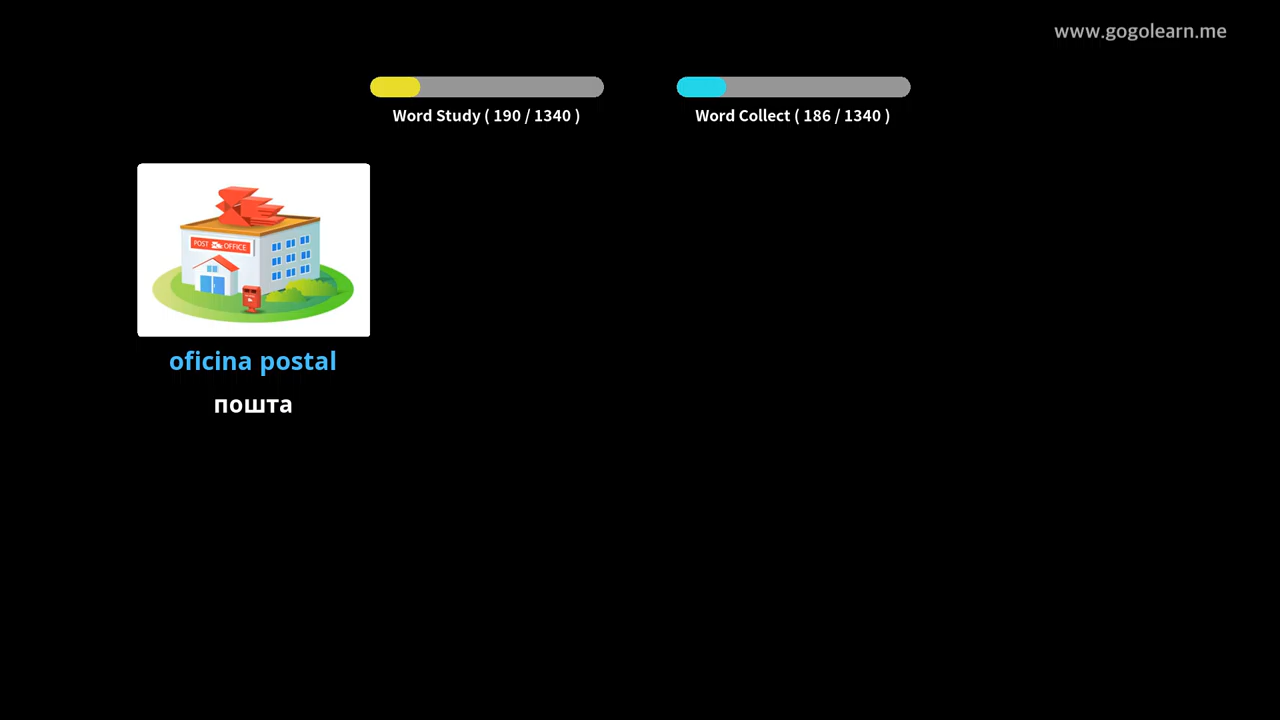 www.gogolearn.me
Word Study ( 190 / 1340 )
Word Collect ( 186 / 1340 )
POST OFFICE
oficina postal
пошта